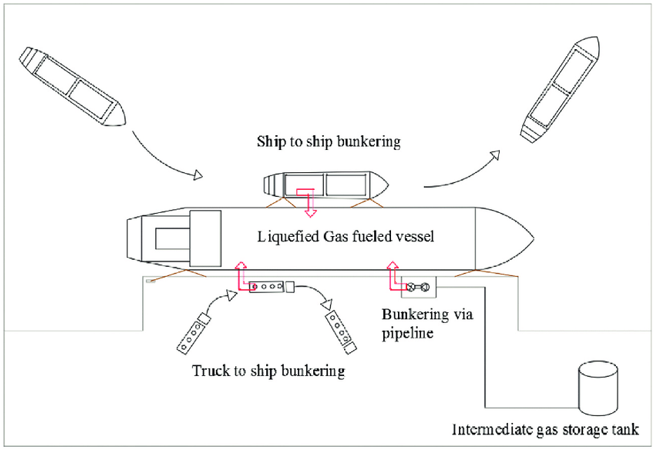 Ship to ship bunkering
Liquefied Gas fueled vessel
Bunkering via
pipeline
Truck to ship bunkering
Intermediate gas storage tank